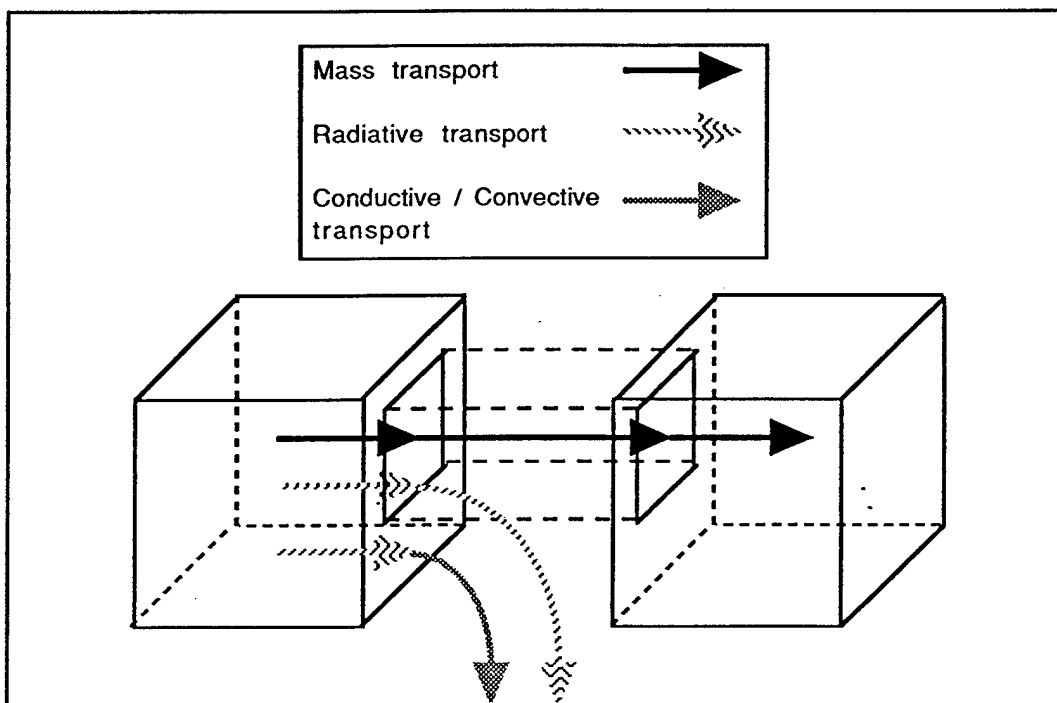 Mass transport
Radiative transport
Conductive / Convective
transport